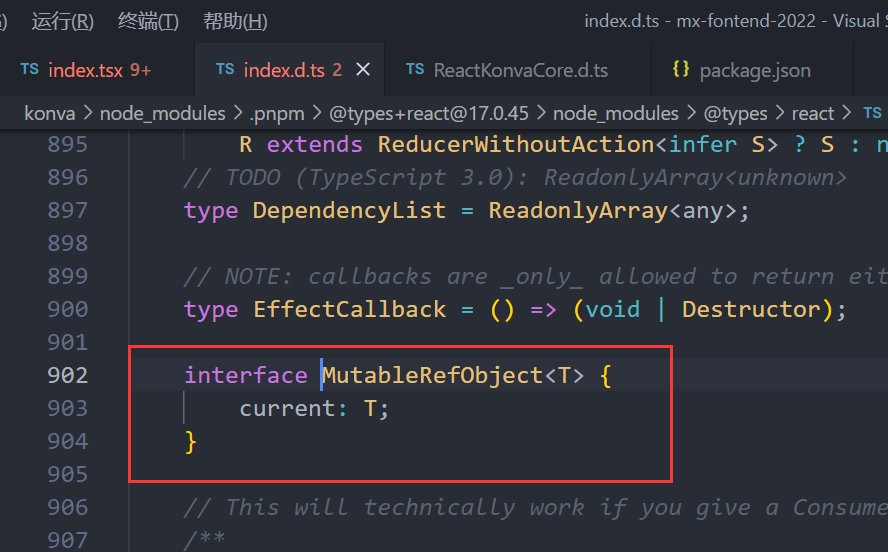 运行(R) 终端(T) 帮助(H) index.d.ts - mx-fontend-2022 - Visual
TS index.tsx 9+ TS index.d.ts 2 × TS ReactKonvaCore.d.ts {} package.json
konva > node_modules > .pnpm > @types+react@17.0.45 > node_modules > @types > react > TS
895 R extends ReducerWithoutAction<infer S> ? S : n
896 // TODO (TypeScript 3.0): ReadonlyArray<unknown>
897 type DependencyList = ReadonlyArray<any>;
898
899 // NOTE: callbacks are _only_ allowed to return eit
900 type EffectCallback = () => (void | Destructor);
901
902 interface MutableRefObject<T> {
903 current: T;
904 }
905
906 // This will technically work if you give a Consume
907 /**